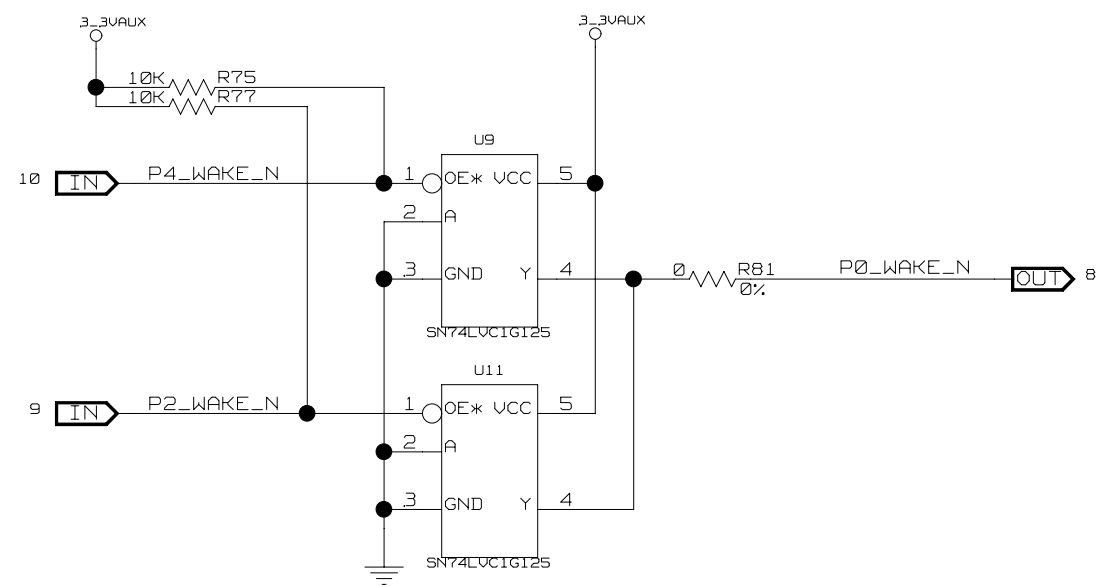 3_3VAUX
3_3VAUX
10K R75
10K R77
U9
10 IN P4_WAKE_N 1 OE* VCC 5
2 A
3 GND Y 4
0 R81 P0_WAKE_N OUT 8
0%
SN74LVC1G125
U11
9 IN P2_WAKE_N 1 OE* VCC 5
2 A
3 GND Y 4
SN74LVC1G125